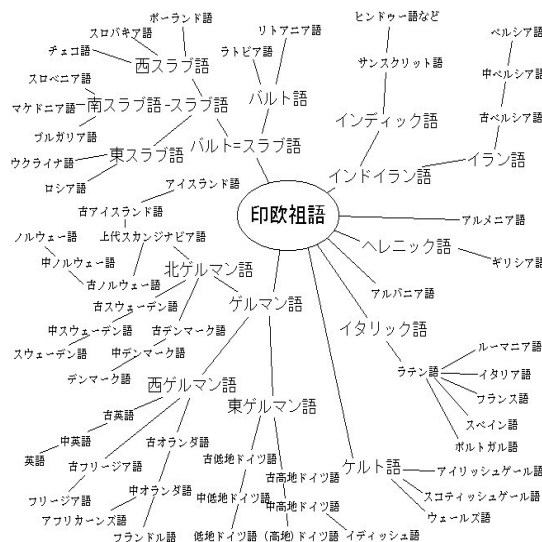 ポーランド語
リトアニア語
ヒンドゥー語など
スロバキア語
ペルシア語
チェコ語
ラトビア語
西スラブ語
サンスクリット語
スロベニア語
中ペルシア語
バルト語
マケドニア語
南スラブ語
スラブ語
インディック語
古ペルシア語
ブルガリア語
バルト=スラブ語
東スラブ語
ウクライナ語
イラン語
ロシア語
インドイラン語
アイスランド語
古アイスランド語
印欧祖語
アルメニア語
ノルウェー語
上代スカンジナビア語
ヘレニック語
中ノルウェー語
ギリシア語
北ゲルマン語
古ノルウェー語
アルバニア語
古スウェーデン語
ゲルマン語
中スウェーデン語
古デンマーク語
イタリック語
スウェーデン語
中デンマーク語
ルーマニア語
デンマーク語
ラテン語
イタリア語
西ゲルマン語
フランス語
東ゲルマン語
古英語
スペイン語
中英語
古オランダ語
ポルトガル語
英語
古フリージア語
古低地ドイツ語
ケルト語
アイリッシュゲール語
古高地ドイツ語
フリージア語
中オランダ語
中低地ドイツ語
スコティッシュゲール語
中高地ドイツ語
アフリカーンズ語
ウェールズ語
フランドル語
低地ドイツ語
(高地)ドイツ語
イディッシュ語